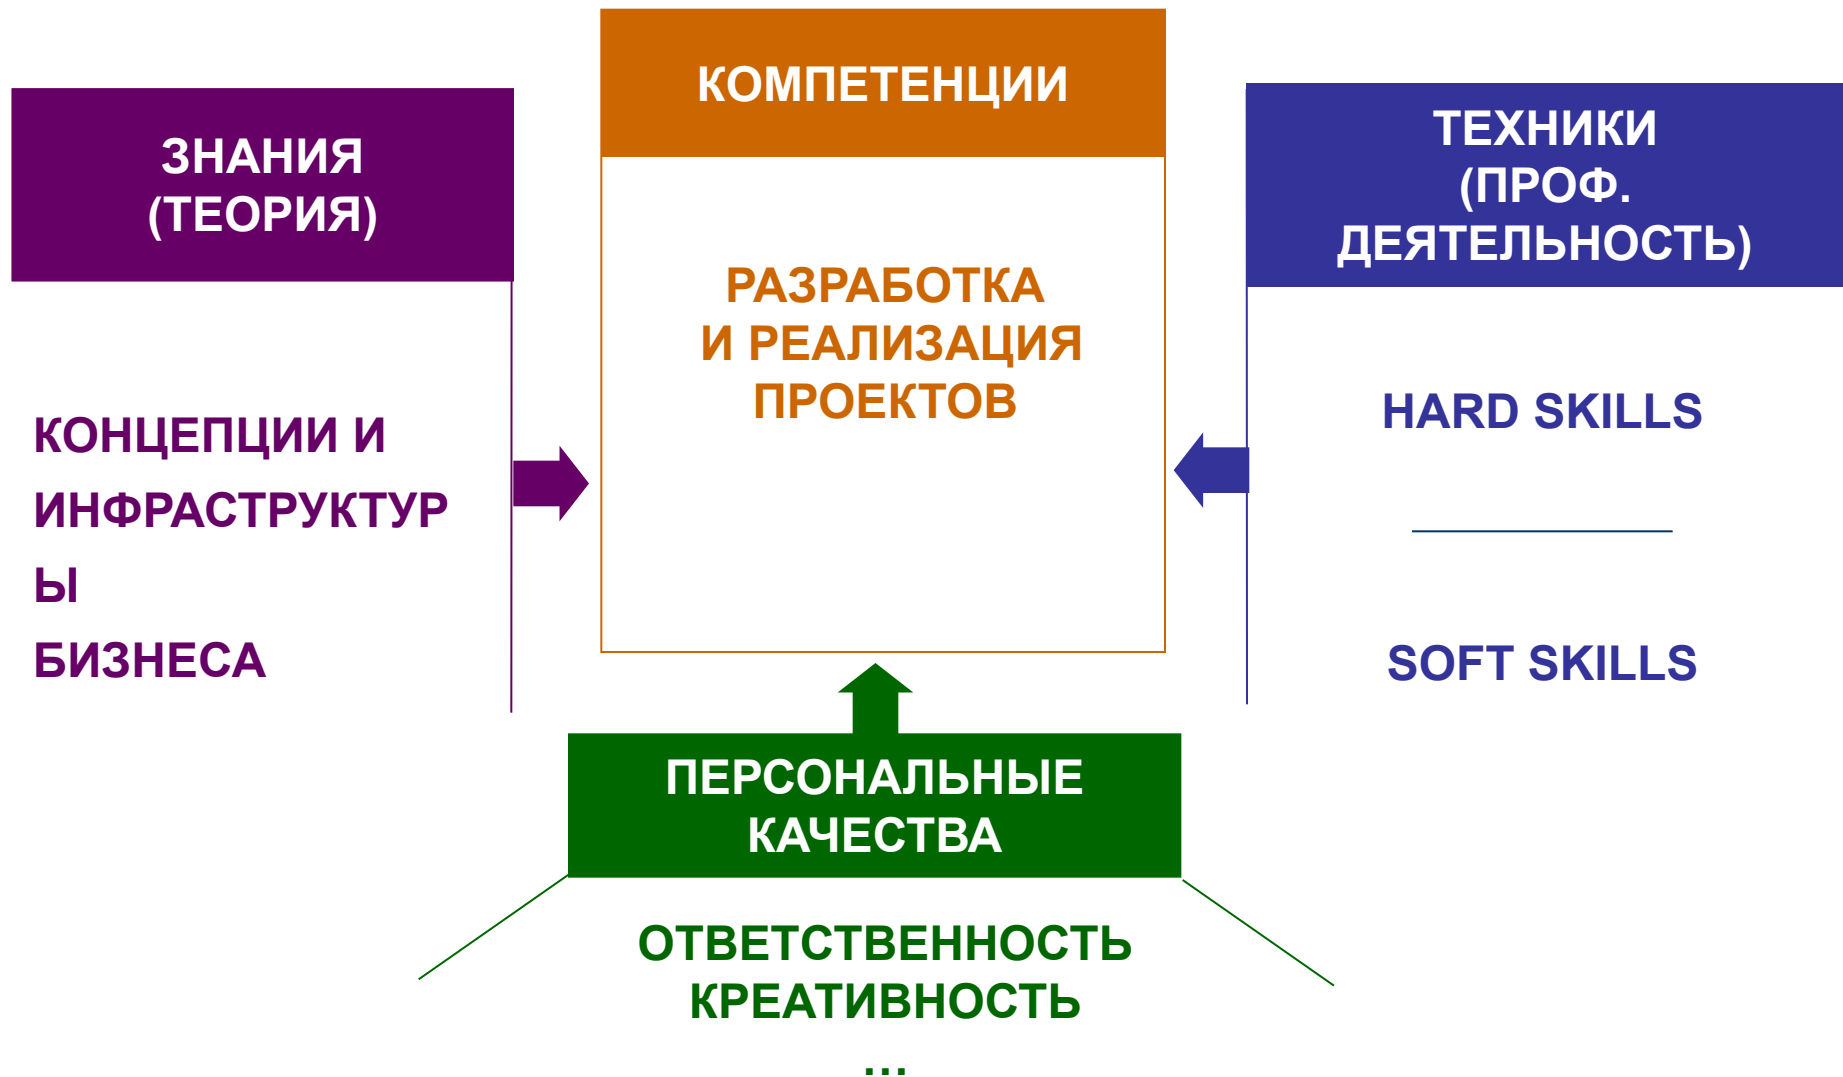 КОМПЕТЕНЦИИ
РАЗРАБОТКА
И РЕАЛИЗАЦИЯ
ПРОЕКТОВ
ЗНАНИЯ
(ТЕОРИЯ)
КОНЦЕПЦИИ И
ИНФРАСТРУКТУР
Ы
БИЗНЕСА
ТЕХНИКИ
(ПРОФ.
ДЕЯТЕЛЬНОСТЬ)
HARD SKILLS
SOFT SKILLS
ПЕРСОНАЛЬНЫЕ
КАЧЕСТВА
ОТВЕТСТВЕННОСТЬ
КРЕАТИВНОСТЬ
...